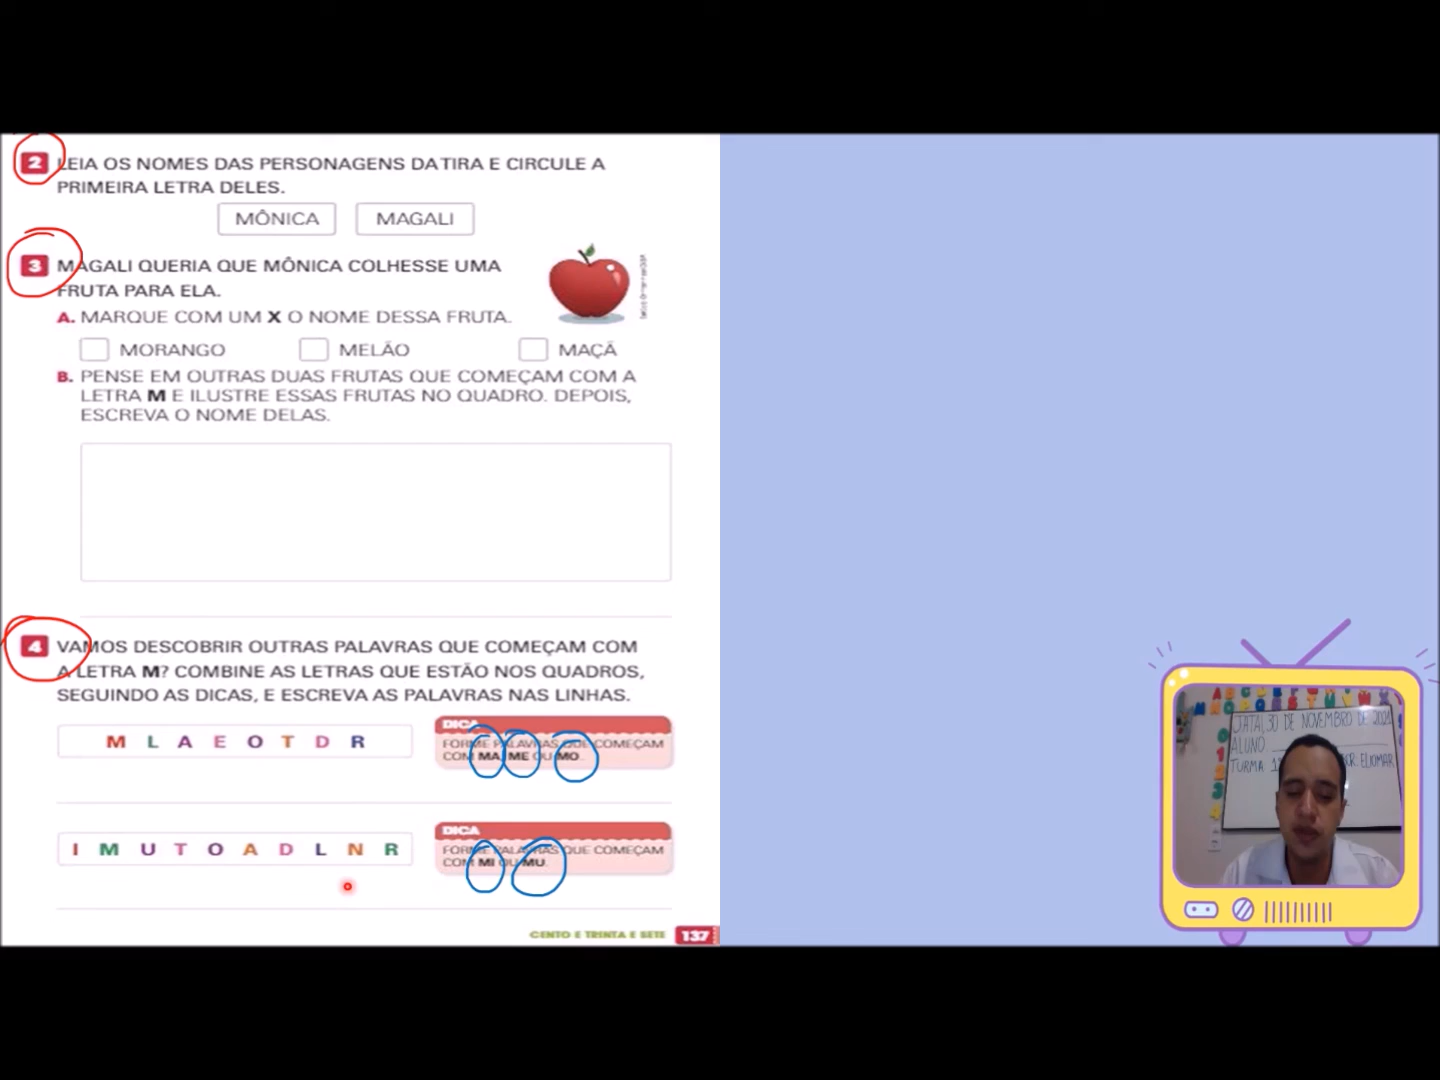 2 LEIA OS NOMES DAS PERSONAGENS DA TIRA E CIRCULE A
PRIMEIRA LETRA DELES.
MÔNICA MAGALI
3 MAGALI QUERIA QUE MÔNICA COLHESSE UMA
FRUTA PARA ELA.
A. MARQUE COM UM X O NOME DESSA FRUTA.
MORANGO MELÃO MAÇÃ
B. PENSE EM OUTRAS DUAS FRUTAS QUE COMEÇAM COM A
LETRA M E ILUSTRE ESSAS FRUTAS NO QUADRO. DEPOIS,
ESCREVA O NOME DELAS.
4 VAMOS DESCOBRIR OUTRAS PALAVRAS QUE COMEÇAM COM
A LETRA M? COMBINE AS LETRAS QUE ESTÃO NOS QUADROS,
SEGUINDO AS DICAS, E ESCREVA AS PALAVRAS NAS LINHAS.
M L A E O T D R
DICA
FORME PALAVRAS QUE COMEÇAM
COM MA, ME OU MO.
I M U T O A D L N R
DICA
FORME PALAVRAS QUE COMEÇAM
COM MI OU MU.
CENTO E TRINTA E SETE 137
JATAÍ, 30 DE NOVEMBRO DE 2021
ALUNO
TURMA: 1º ELIOMAR